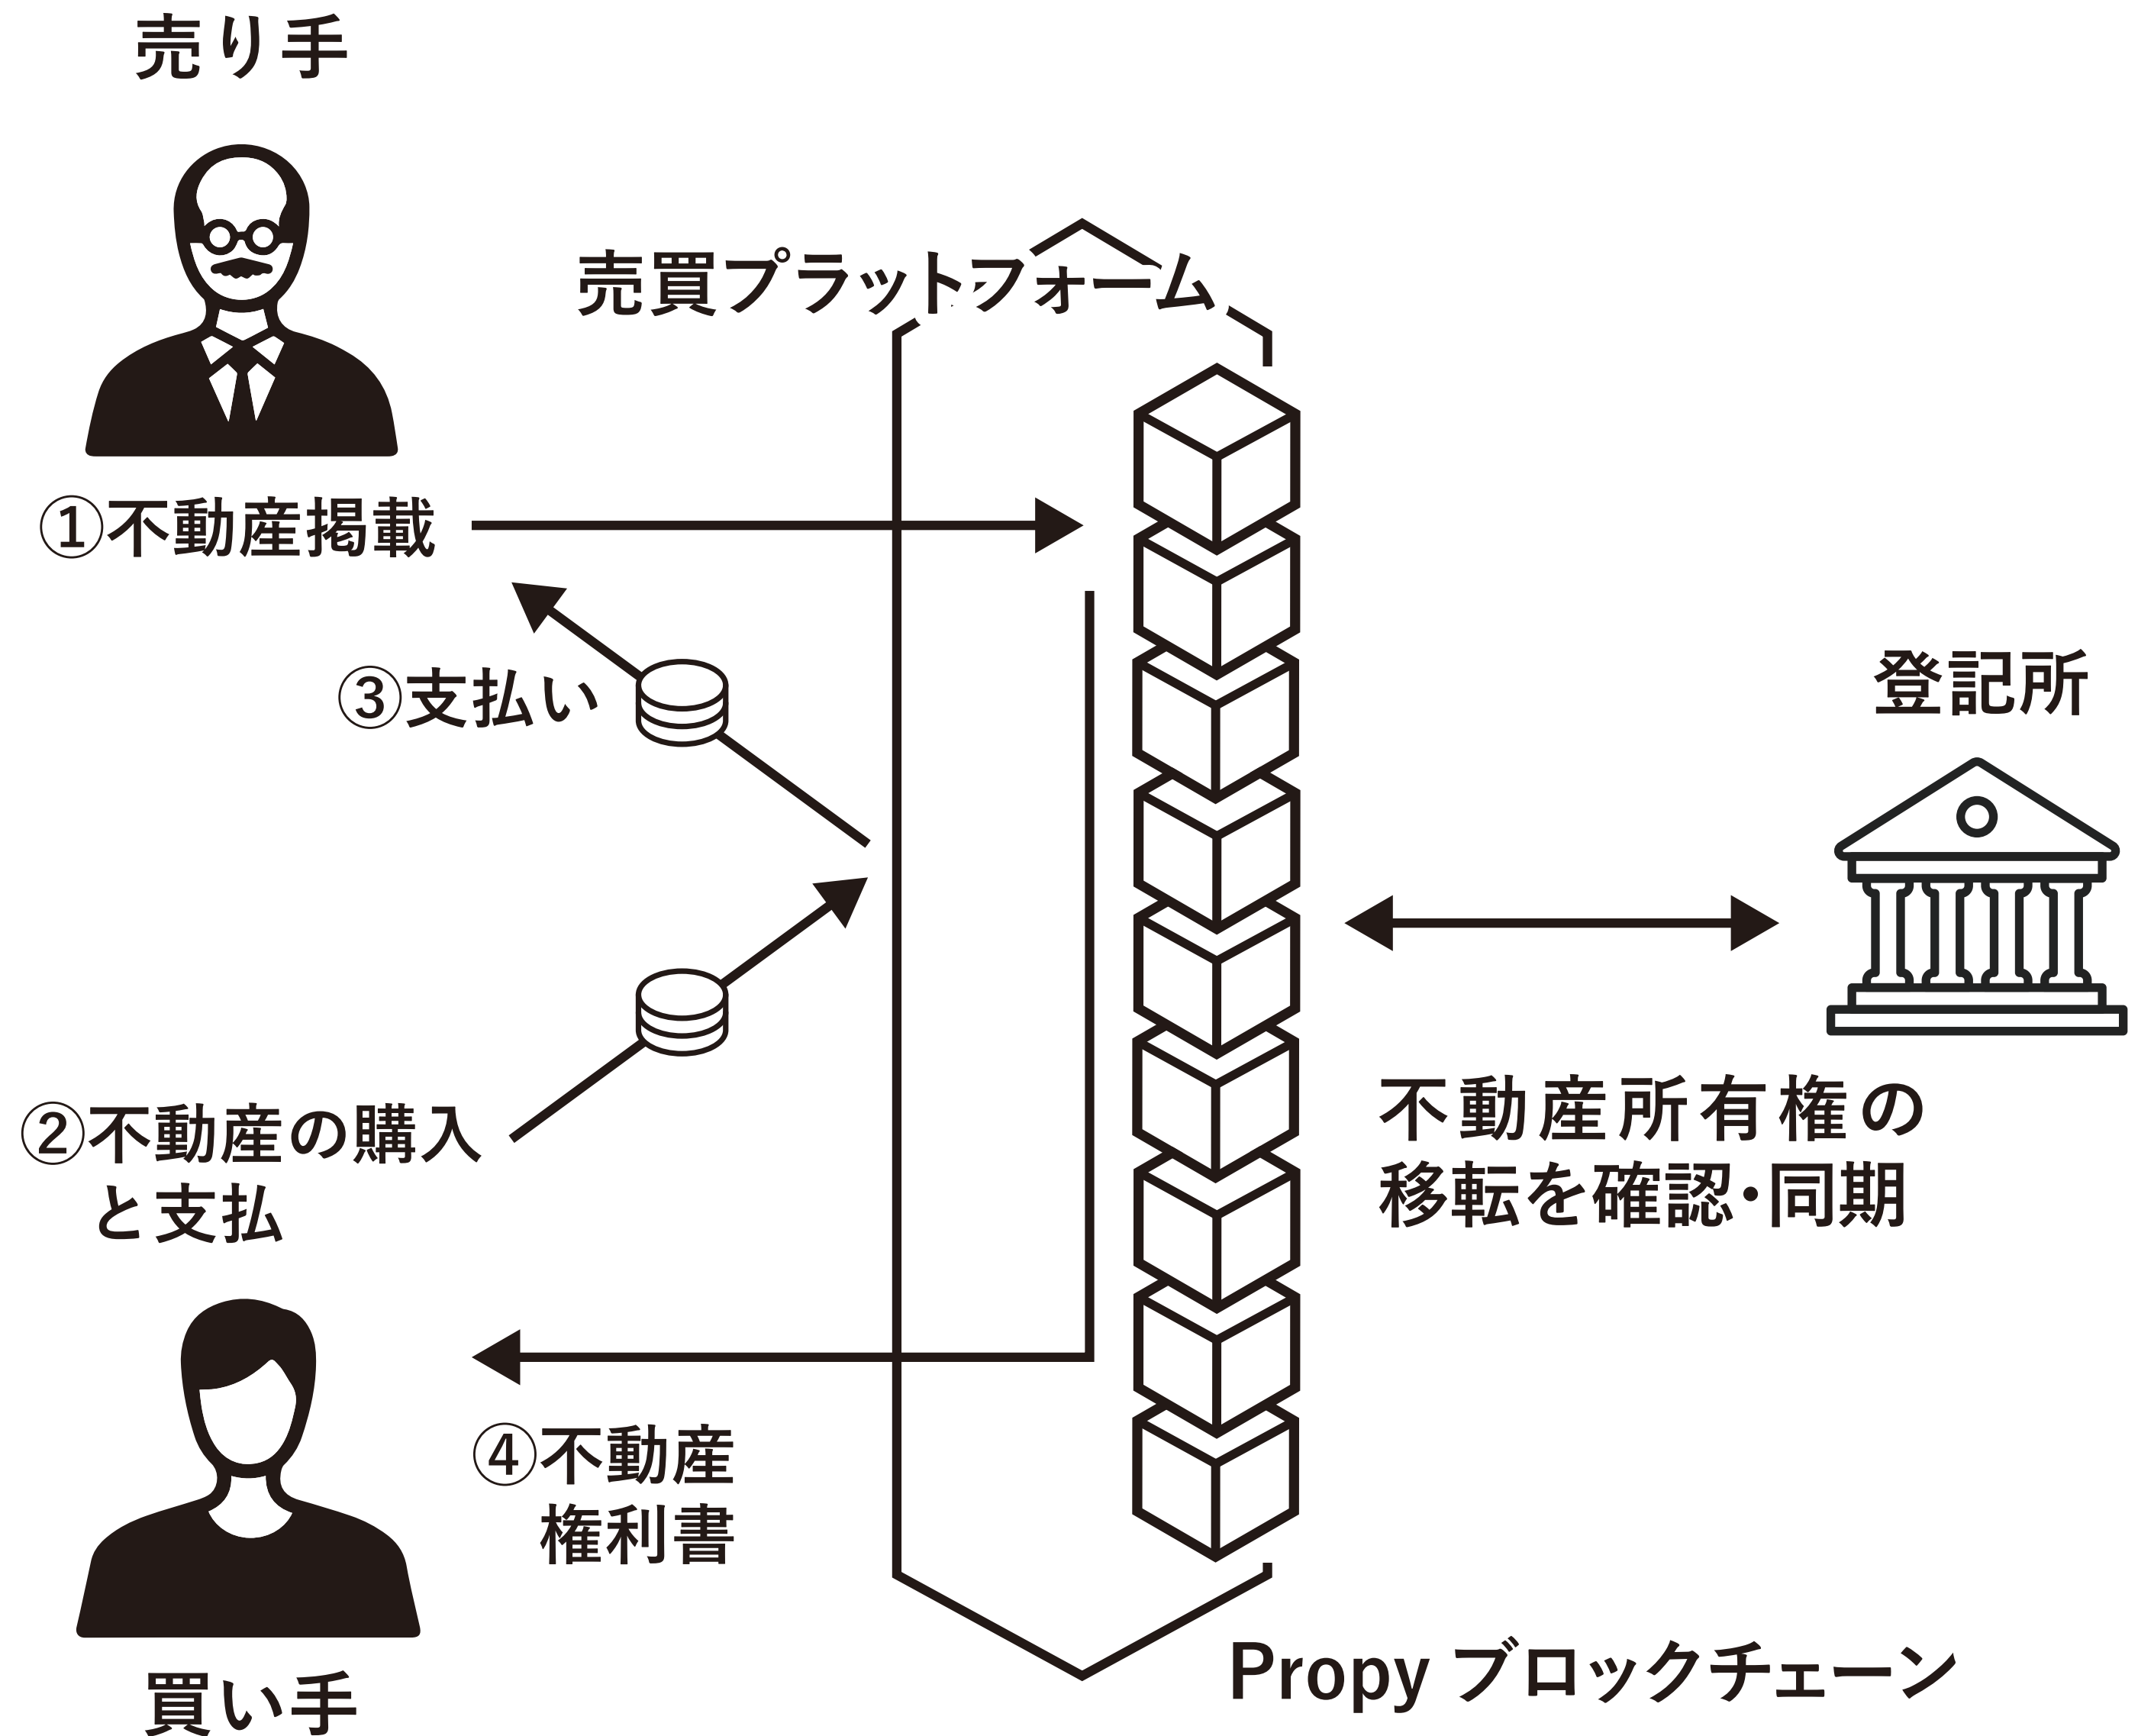 売り手
売買プラットフォーム
①不動産掲載
③支払い
登記所
②不動産の購入
と支払
不動産所有権の
移転を確認・同期
④不動産
権利書
Propy ブロックチェーン
買い手